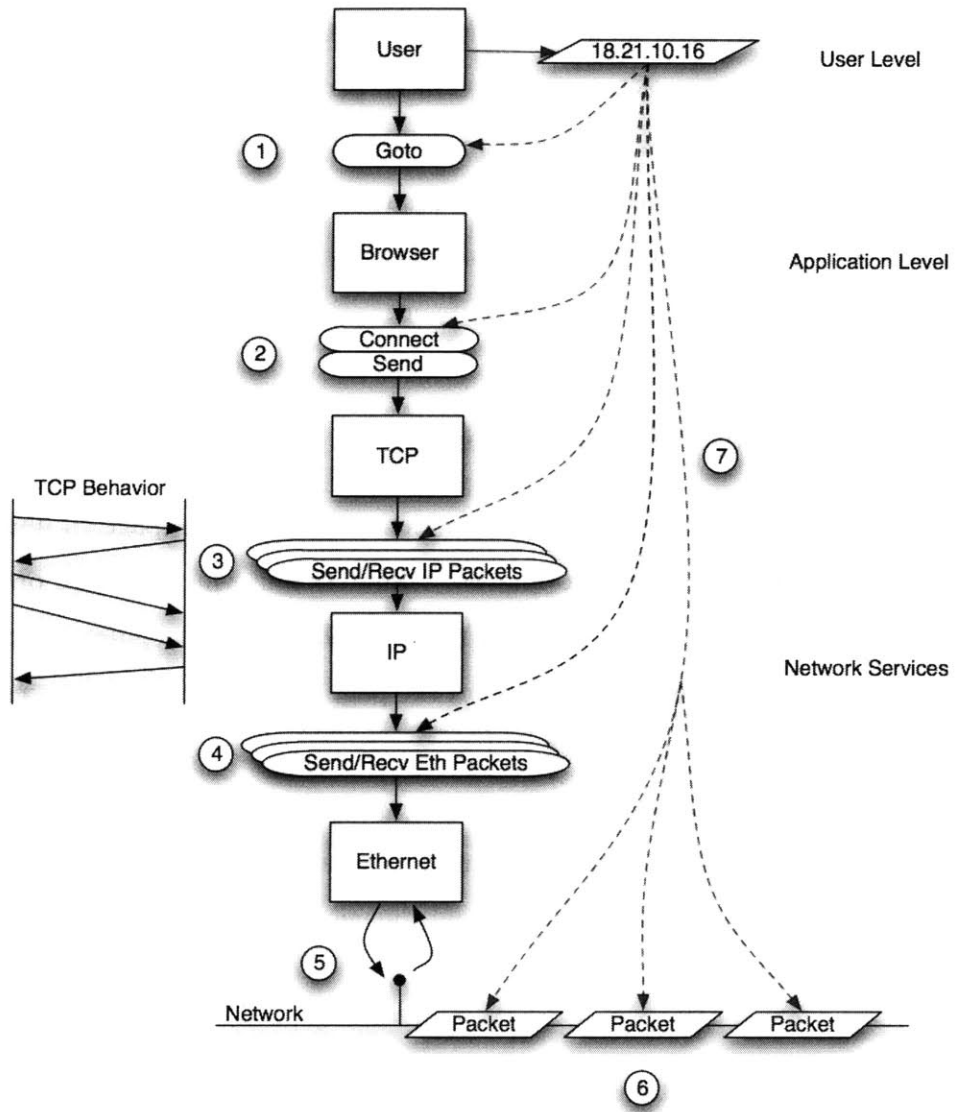 User
18.21.10.16
User Level
1
Goto
Browser
Application Level
2
Connect
Send
TCP
7
TCP Behavior
3
Send/Recv IP Packets
IP
Network Services
4
Send/Recv Eth Packets
Ethernet
5
Network
Packet
Packet
Packet
6